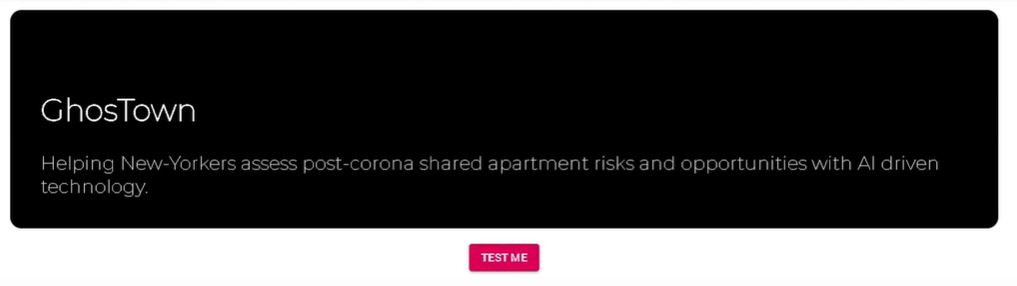 GhosTown
Helping New-Yorkers assess post-corona shared apartment risks and opportunities with AI driven
technology.
TEST ME